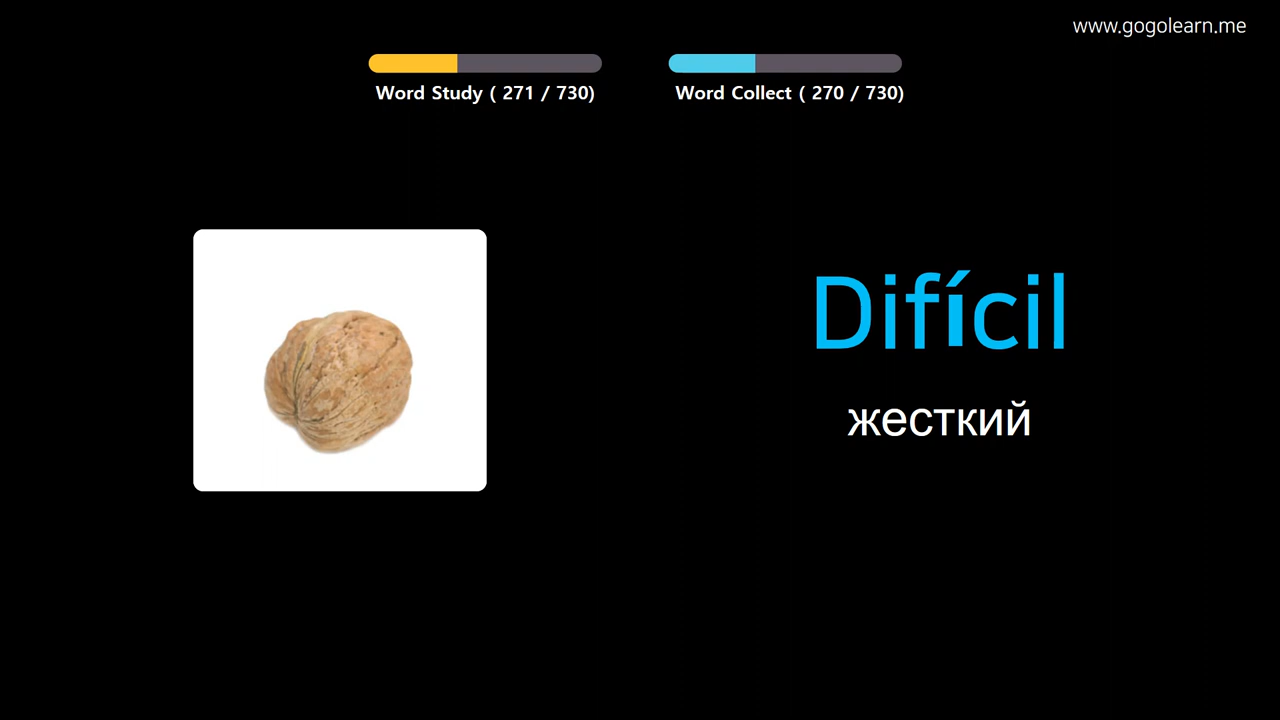 www.gogolearn.me
Word Study ( 271 / 730)
Word Collect ( 270 / 730)
Difícil
жесткий